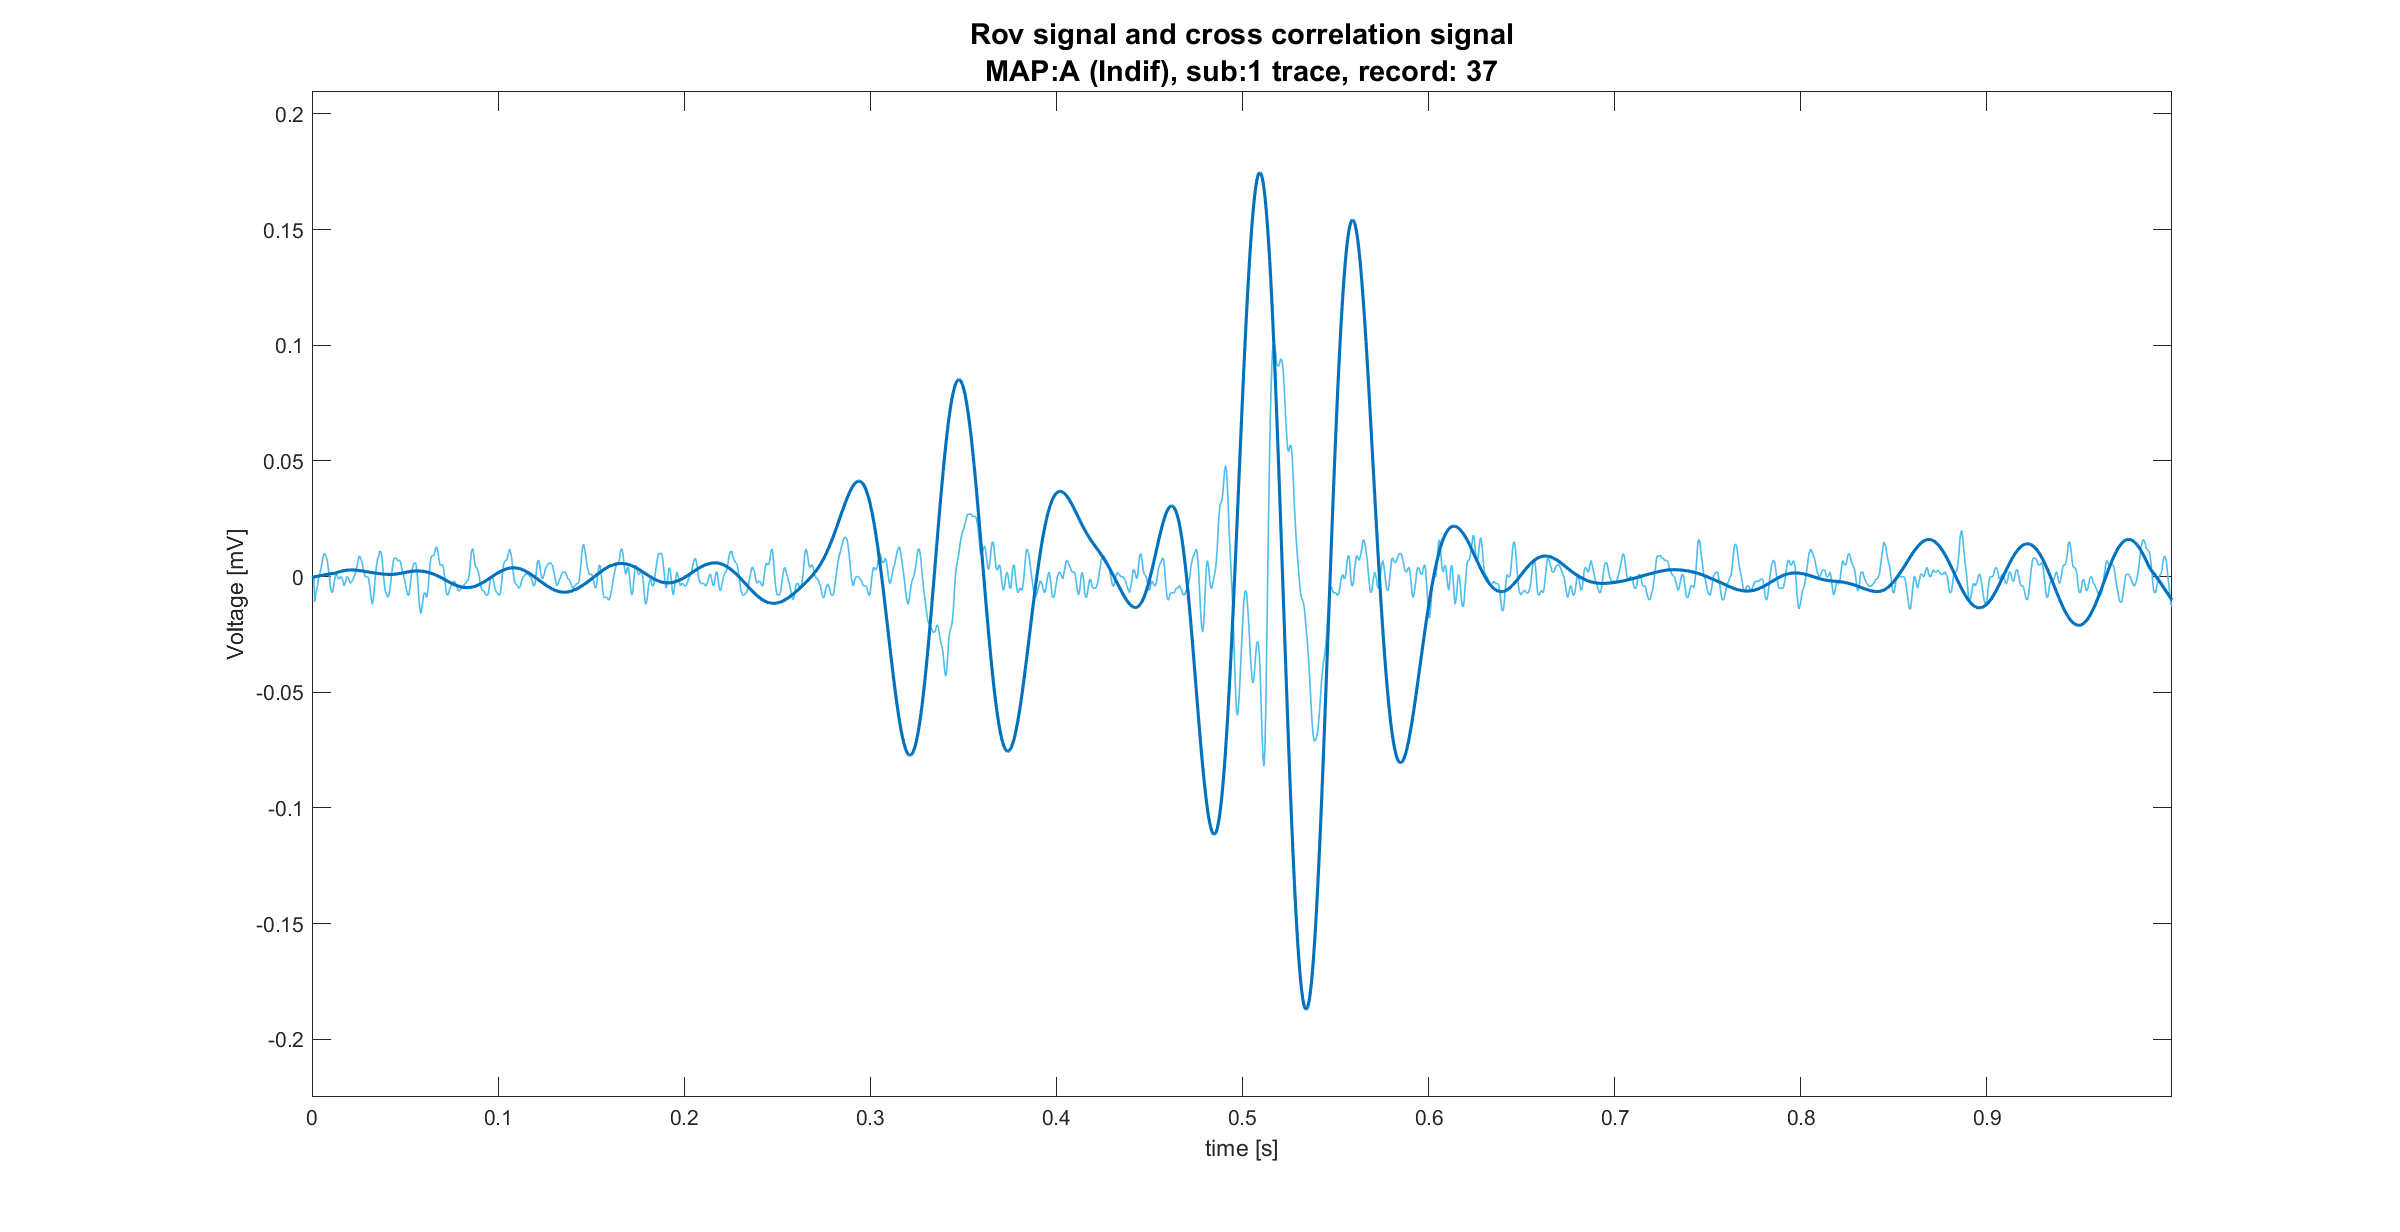 Rov signal and cross correlation signal
MAP:A (Indif), sub:1 trace, record: 37
0.2
0.15
0.1
0.05
0
-0.05
-0.1
-0.15
-0.2
Voltage [mV]
0 0.1 0.2 0.3 0.4 0.5 0.6 0.7 0.8 0.9
time [s]